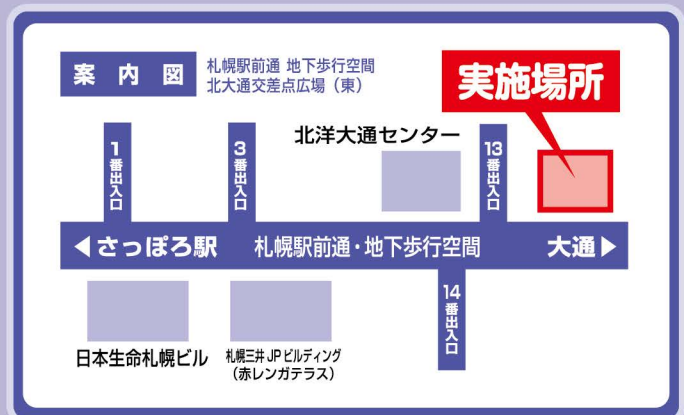 案内図
札幌駅前通 地下歩行空間
北大通交差点広場（東）
実施場所
1番出入口
3番出入口
北洋大通センター
13番出入口
◀さっぽろ駅
札幌駅前通・地下歩行空間
大通▶
日本生命札幌ビル
札幌三井JPビルディング
（赤レンガテラス）
14番出入口